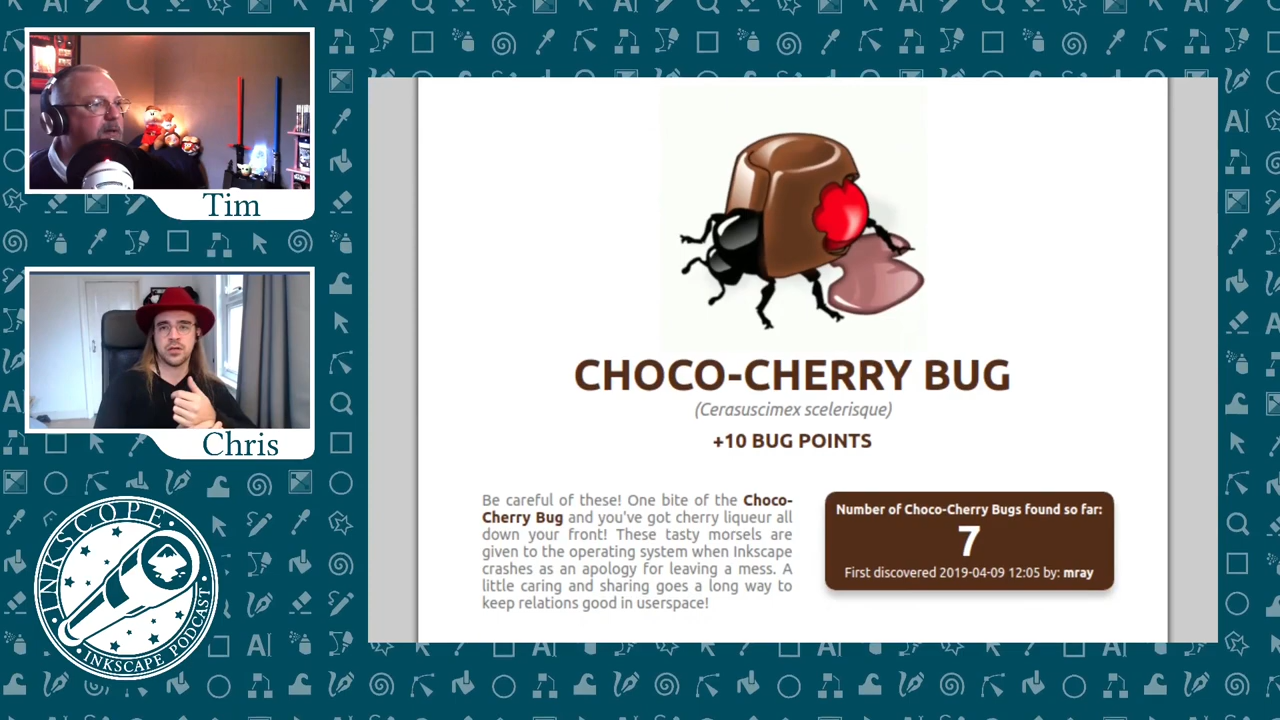 Tim
Chris
INKSCOPE
INKSCAPE PODCAST
CHOCO-CHERRY BUG
(Cerasuscimex scelerisque)
+10 BUG POINTS
Be careful of these! One bite of the Choco-
Cherry Bug and you've got cherry liqueur all
down your front! These tasty morsels are
given to the operating system when Inkscape
crashes as an apology for leaving a mess. A
little caring and sharing goes a long way to
keep relations good in userspace!
Number of Choco-Cherry Bugs found so far:
7
First discovered 2019-04-09 12:05 by: mray